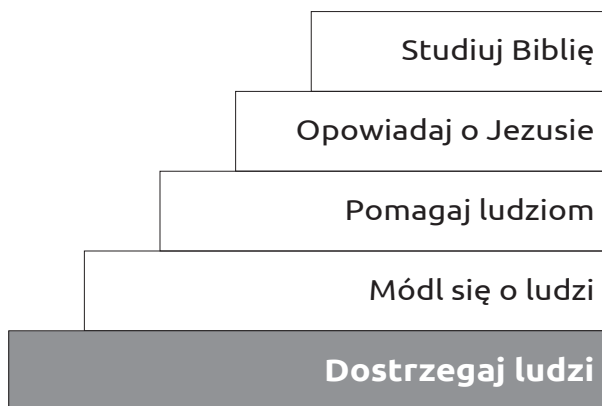 Studiuj Biblię
Opowiadaj o Jezusie
Pomagaj ludziom
Módl się o ludzi
Dostrzegaj ludzi